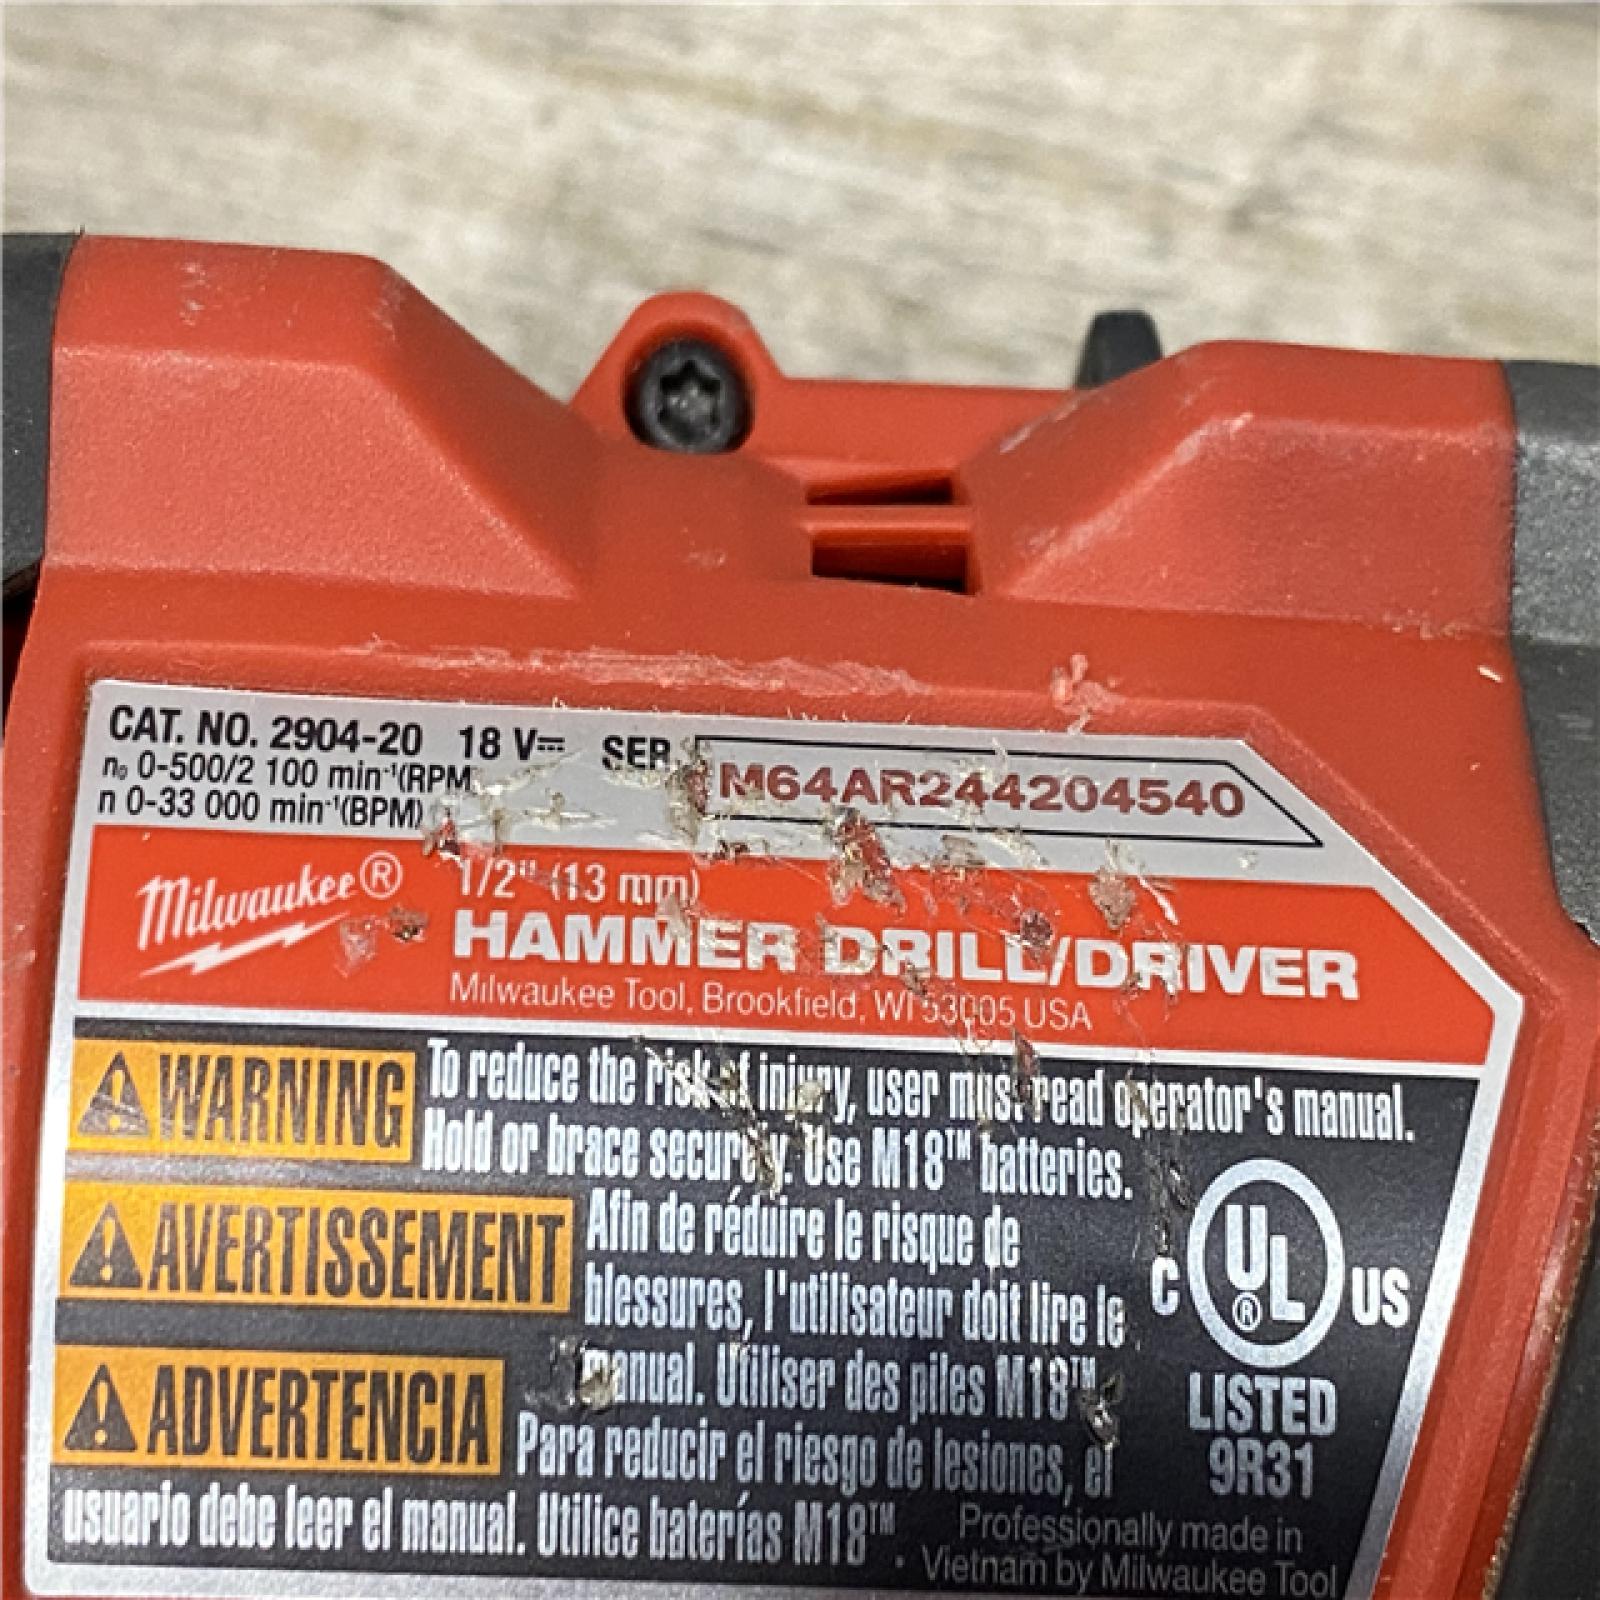 CAT. NO. 2904-20 18 V⎓ SER.
M64AR244204540
n₀ 0-500/2 100 min⁻¹(RPM)
n 0-33 000 min⁻¹(BPM)
Milwaukee®
1/2" (13 mm)
HAMMER DRILL/DRIVER
Milwaukee Tool, Brookfield, WI 53005 USA
WARNING To reduce the risk of injury, user must read operator's manual.
Hold or brace securely. Use M18™ batteries.
AVERTISSEMENT Afin de réduire le risque de
blessures, l'utilisateur doit lire le
manual. Utiliser des piles M18™.
ADVERTENCIA Para reducir el riesgo de lesiones, el
usuario debe leer el manual. Utilice baterías M18™.
C UL® US
LISTED
9R31
Professionally made in
Vietnam by Milwaukee Tool